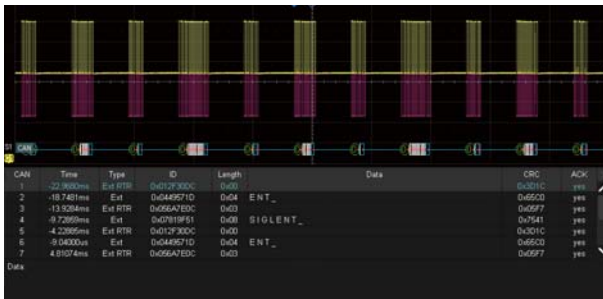 S1 CAN
CAN Time Type ID Length Data CRC ACK
1 -22.9680ms Ext RTR 0x012F30DC 0x00 0x3D1C yes
2 -18.7481ms Ext 0x0449571D 0x04 ENT_ 0x65C0 yes
3 -13.9284ms Ext RTR 0x056A7E0C 0x03 0x05F7 yes
4 -9.72859ms Ext 0x07819F51 0x08 SIGLENT_ 0x7541 yes
5 -4.22885ms Ext RTR 0x012F30DC 0x00 0x3D1C yes
6 -9.04000us Ext 0x0449571D 0x04 ENT_ 0x65C0 yes
7 4.81074ms Ext RTR 0x056A7E0C 0x03 0x05F7 yes
Data: